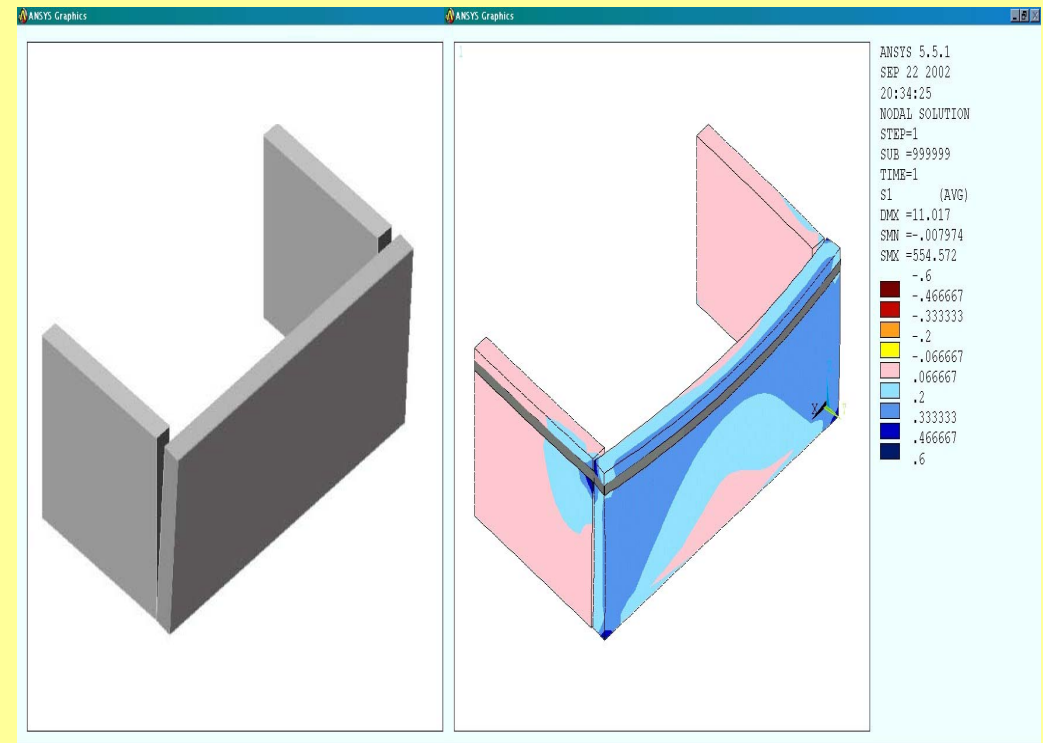 ANSYS Graphics
ANSYS Graphics
1
ANSYS 5.5.1
SEP 22 2002
20:34:25
NODAL SOLUTION
STEP=1
SUB =999999
TIME=1
S1 (AVG)
DMX =11.017
SMN =-.007974
SMX =554.572
-.6
-.466667
-.333333
-.2
-.066667
.066667
.2
.333333
.466667
.6
X